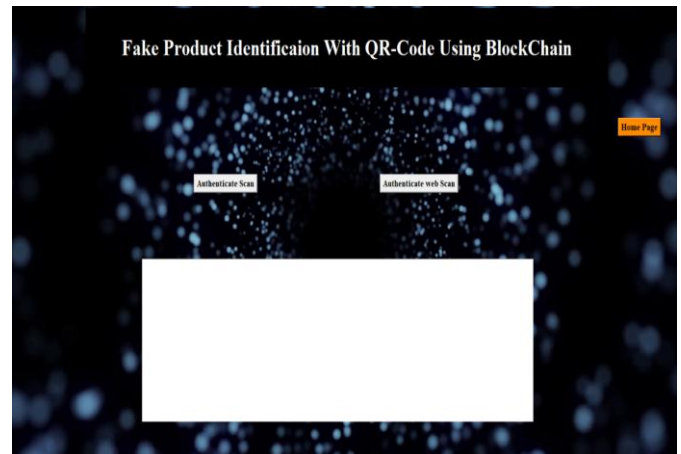 Fake Product Identificaion With QR-Code Using BlockChain
Home Page
Authenticate Scan
Authenticate web Scan